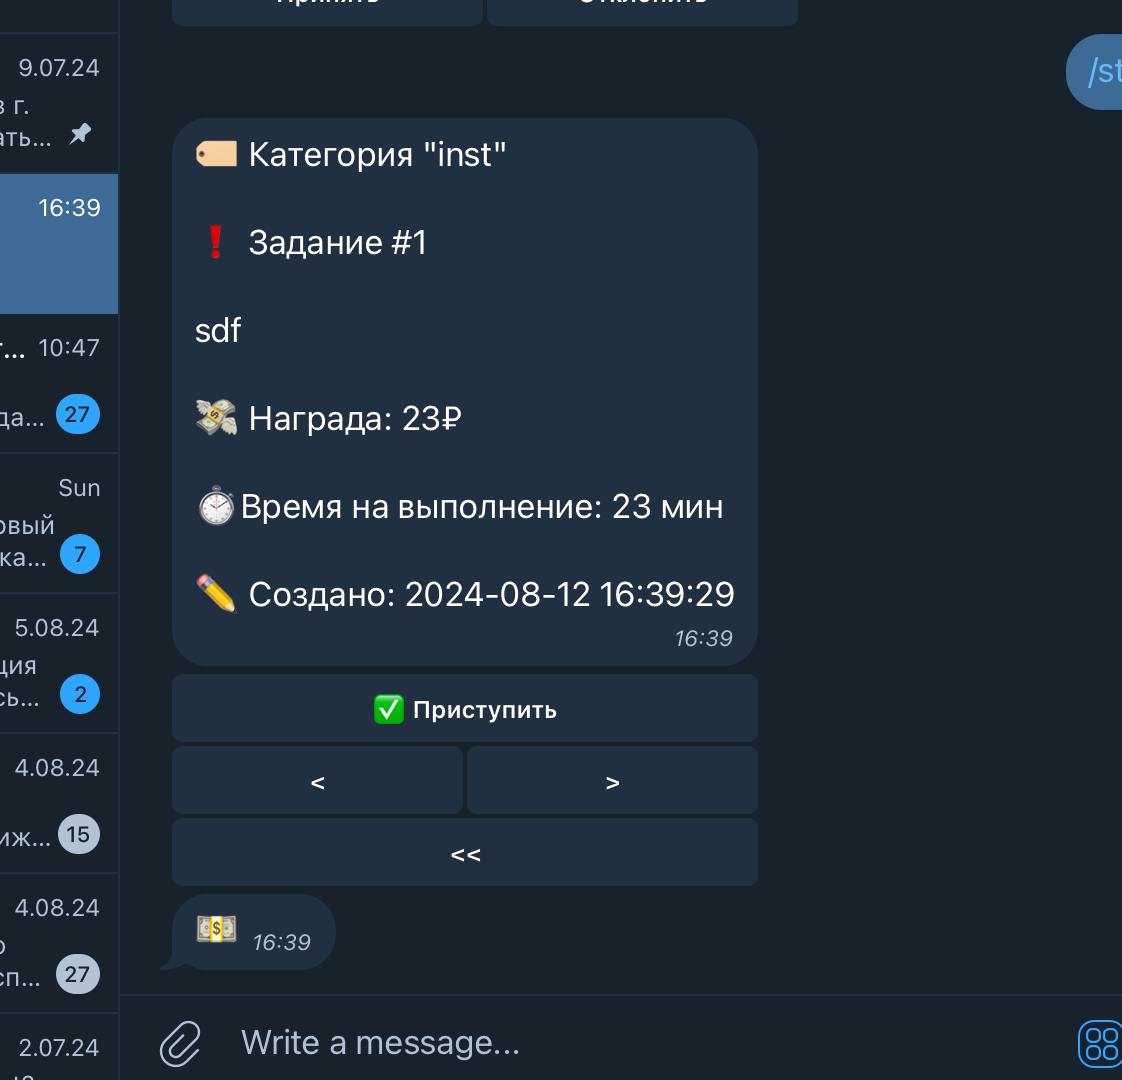 Принять
Отклонить
9.07.24
в г.
ать...
16:39
10:47
да...
27
Sun
ка...
7
5.08.24
ция
сь...
2
4.08.24
иж...
15
4.08.24
сп...
27
2.07.24
/st
🏷 Категория "inst"
❗ Задание #1
sdf
💸 Награда: 23₽
⏱Время на выполнение: 23 мин
✏️ Создано: 2024-08-12 16:39:29
16:39
✅ Приступить
<
>
<<
💵 16:39
Write a message...